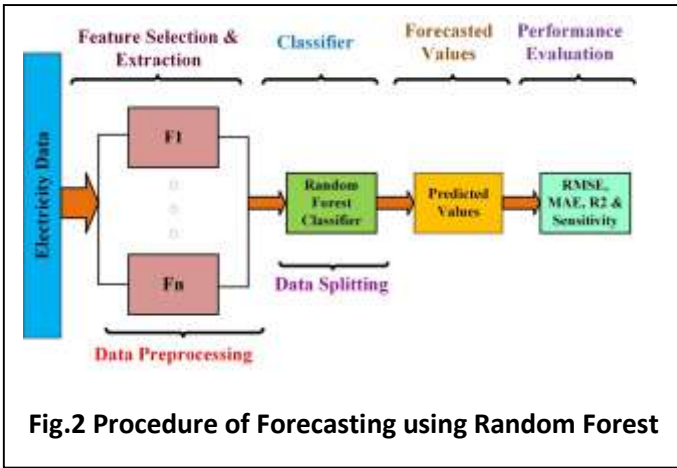 Feature Selection &
Extraction
Classifier
Forecasted
Values
Performance
Evaluation
Electricity Data
F1
Fn
Random
Forest
Classifier
Predicted
Values
RMSE,
MAE, R2 &
Sensitivity
Data Splitting
Data Preprocessing
Fig.2 Procedure of Forecasting using Random Forest